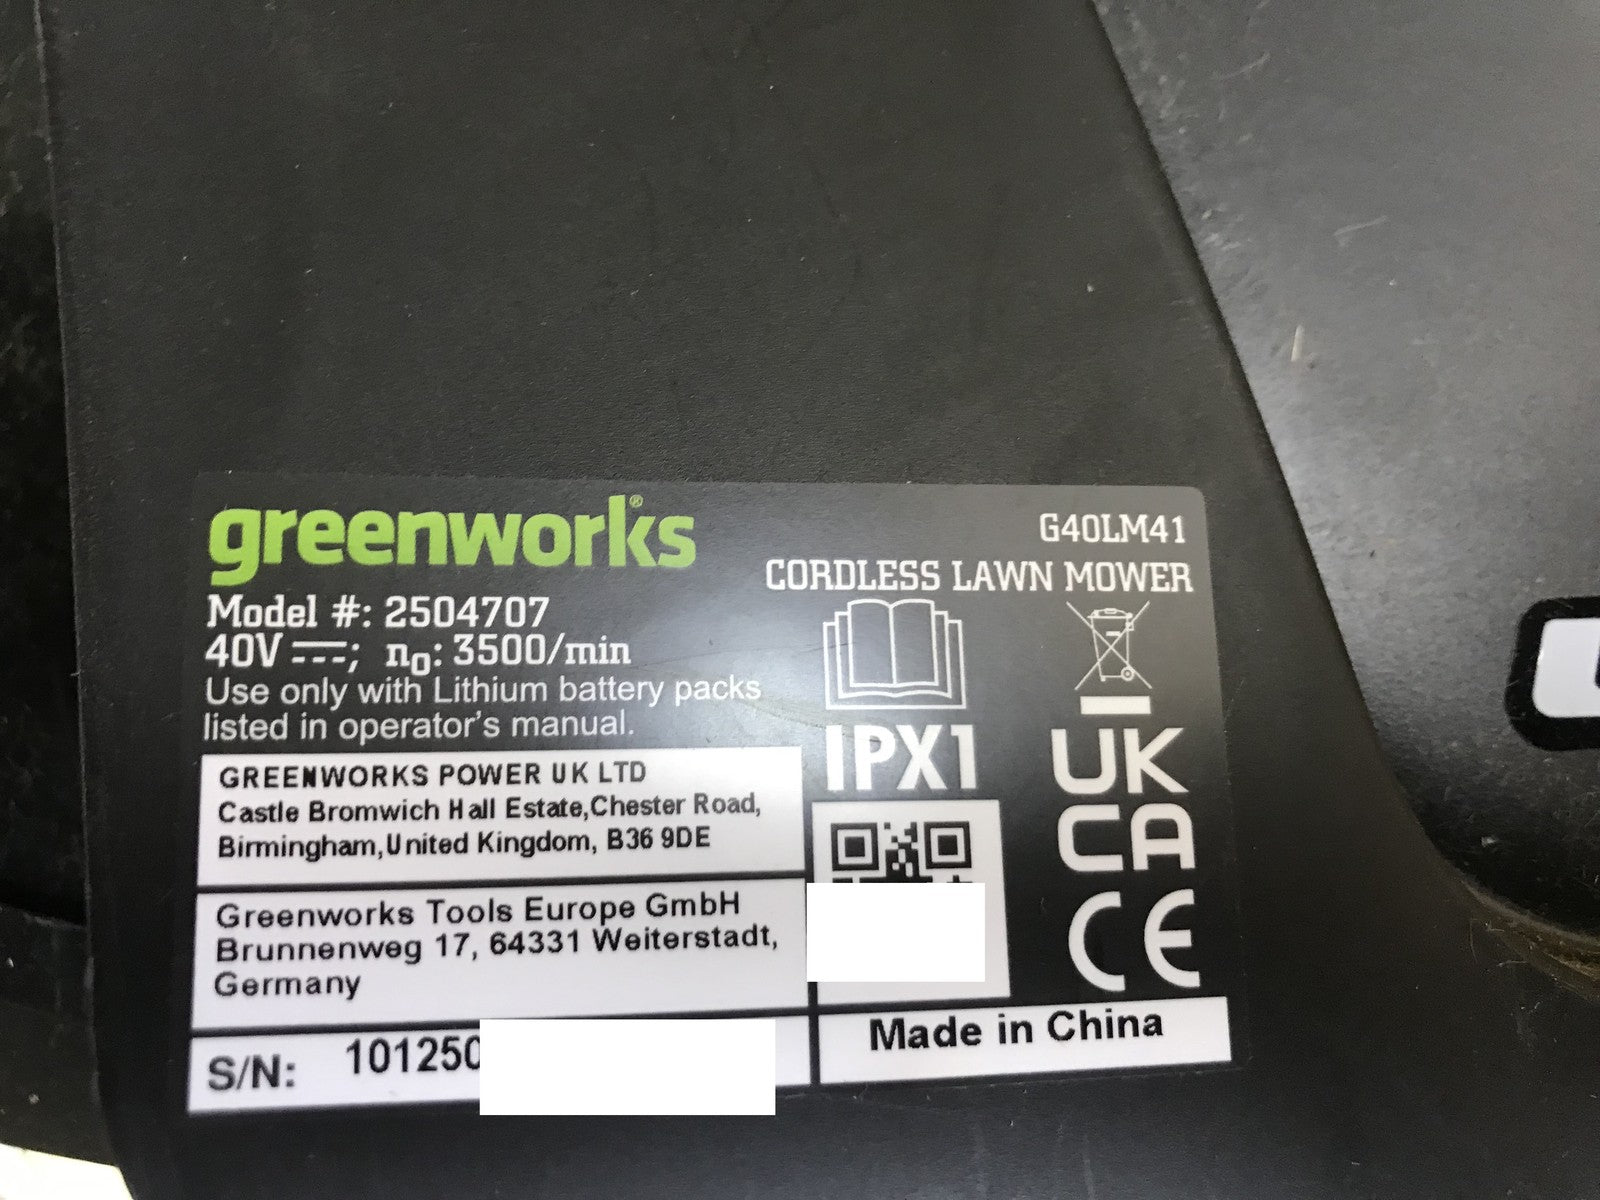 greenworks®
G40LM41
CORDLESS LAWN MOWER
Model #: 2504707
40V ⎓; n0: 3500/min
Use only with Lithium battery packs
listed in operator's manual.
IPX1
UK
CA
CE
GREENWORKS POWER UK LTD
Castle Bromwich Hall Estate,Chester Road,
Birmingham,United Kingdom, B36 9DE
Greenworks Tools Europe GmbH
Brunnenweg 17, 64331 Weiterstadt,
Germany
S/N: 101250
Made in China